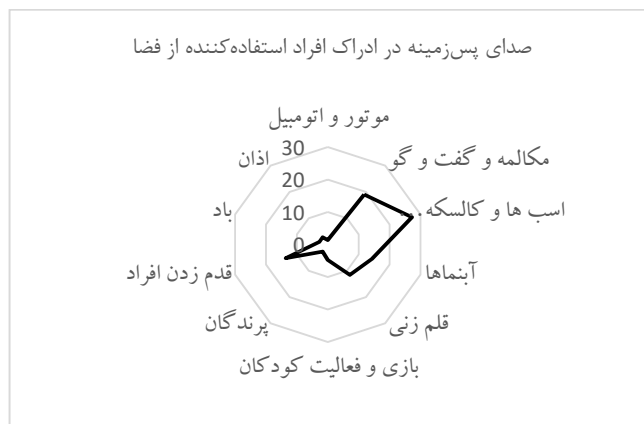 صدای پس‌زمینه در ادراک افراد استفاده‌کننده از فضا
موتور و اتومبیل
مکالمه و گفت و گو
اسب ها و کالسکه...
آبنماها
قلم زنی
بازی و فعالیت کودکان
پرندگان
قدم زدن افراد
باد
اذان
30
20
10
0